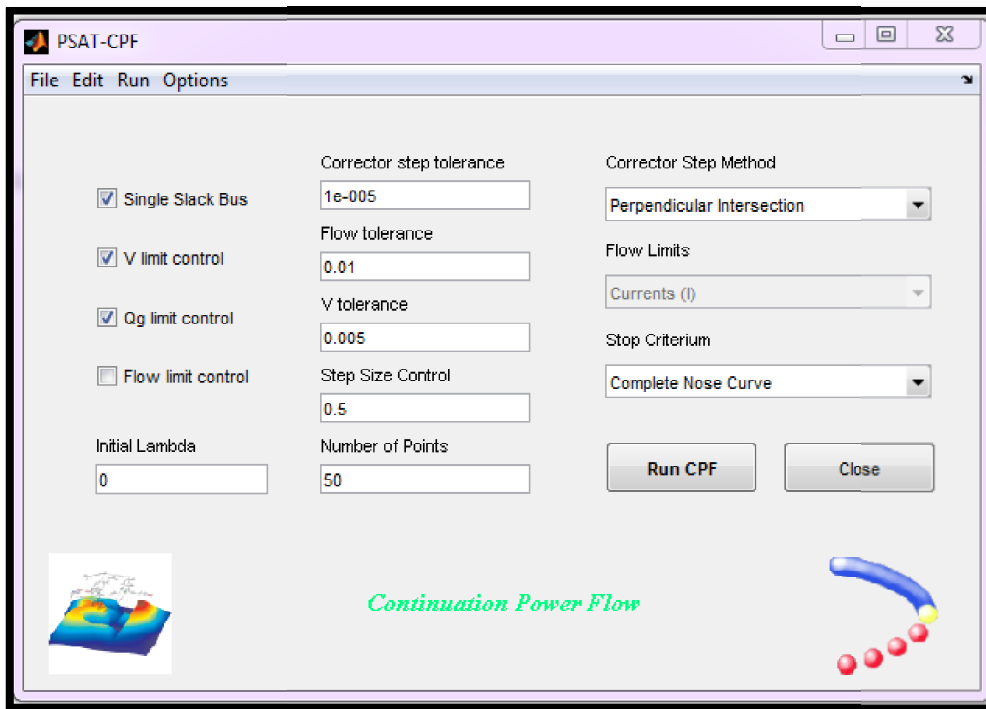 PSAT-CPF
File Edit Run Options
Single Slack Bus
V limit control
Qg limit control
Flow limit control
Initial Lambda
0
Corrector step tolerance
1e-005
Flow tolerance
0.01
V tolerance
0.005
Step Size Control
0.5
Number of Points
50
Corrector Step Method
Perpendicular Intersection
Flow Limits
Currents (I)
Stop Criterium
Complete Nose Curve
Run CPF
Close
Continuation Power Flow